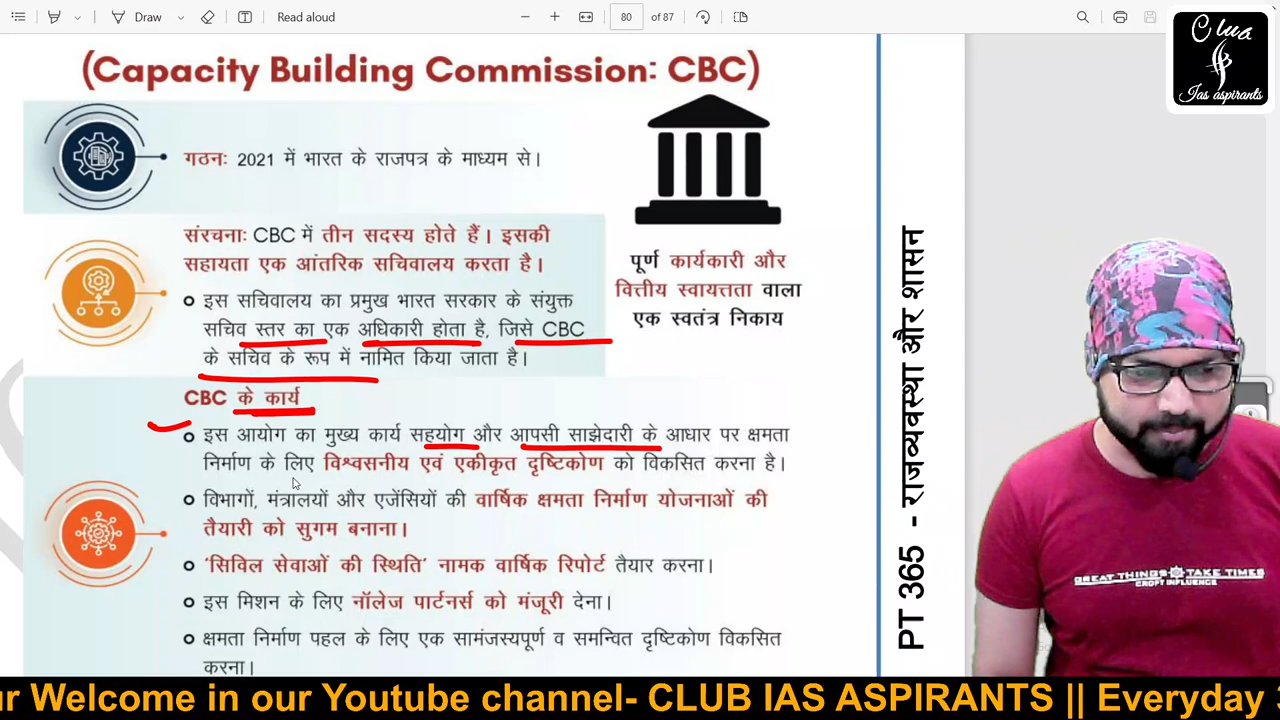 Draw
Read aloud
80
of 87
Clua
Ias aspirants
(Capacity Building Commission: CBC)
गठनः 2021 में भारत के राजपत्र के माध्यम से।
संरचनाः CBC में तीन सदस्य होते हैं। इसकी
सहायता एक आंतरिक सचिवालय करता है।
इस सचिवालय का प्रमुख भारत सरकार के संयुक्त
सचिव स्तर का एक अधिकारी होता है, जिसे CBC
के सचिव के रूप में नामित किया जाता है।
पूर्ण कार्यकारी और
वित्तीय स्वायत्तता वाला
एक स्वतंत्र निकाय
CBC के कार्य
इस आयोग का मुख्य कार्य सहयोग और आपसी साझेदारी के आधार पर क्षमता
निर्माण के लिए विश्वसनीय एवं एकीकृत दृष्टिकोण को विकसित करना है।
विभागों, मंत्रालयों और एजेंसियों की वार्षिक क्षमता निर्माण योजनाओं की
तैयारी को सुगम बनाना।
'सिविल सेवाओं की स्थिति' नामक वार्षिक रिपोर्ट तैयार करना।
इस मिशन के लिए नॉलेज पार्टनर्स को मंजूरी देना।
क्षमता निर्माण पहल के लिए एक सामंजस्यपूर्ण व समन्वित दृष्टिकोण विकसित
करना।
PT 365 - राजव्यवस्था और शासन
GREAT THINGS TAKE TIMES
CROFT INFLUENCE
ur Welcome in our Youtube channel- CLUB IAS ASPIRANTS || Everyday